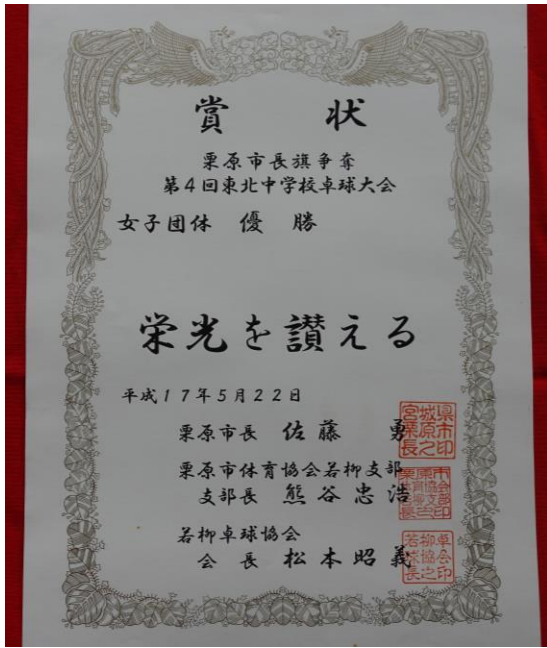 賞状
栗原市長旗争奪
第4回東北中学校卓球大会
女子団体 優勝
栄光を讃える
平成17年5月22日
栗原市長 佐藤 勇
栗原市体育協会若柳支部
支部長 熊谷忠浩
若柳卓球協会
会長 松本昭義